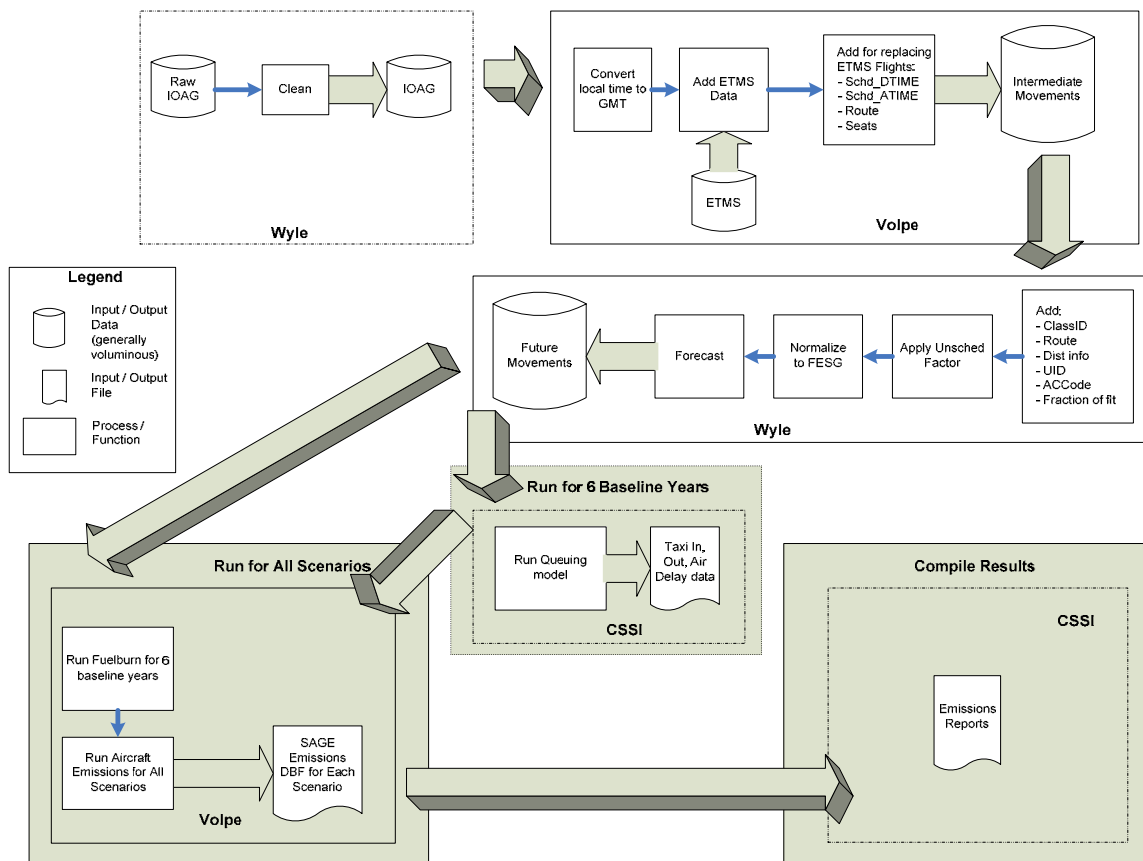 Raw
IOAG
Clean
IOAG
Wyle
Convert
local time to
GMT
Add ETMS
Data
Add for replacing
ETMS Flights:
- Schd_DTIME
- Schd_ATIME
- Route
- Seats
Intermediate
Movements
ETMS
Volpe
Legend
Input / Output
Data
(generally
voluminous)
Input / Output
File
Process /
Function
Future
Movements
Forecast
Normalize
to FESG
Apply Unsched
Factor
Add:
- ClassID
- Route
- Dist info
- UID
- ACCode
- Fraction of flt
Wyle
Run for 6 Baseline Years
Run Queuing
model
Taxi In,
Out, Air
Delay data
CSSI
Run for All Scenarios
Run Fuelburn for 6
baseline years
Run Aircraft
Emissions for All
Scenarios
SAGE
Emissions
DBF for Each
Scenario
Volpe
Compile Results
CSSI
Emissions
Reports